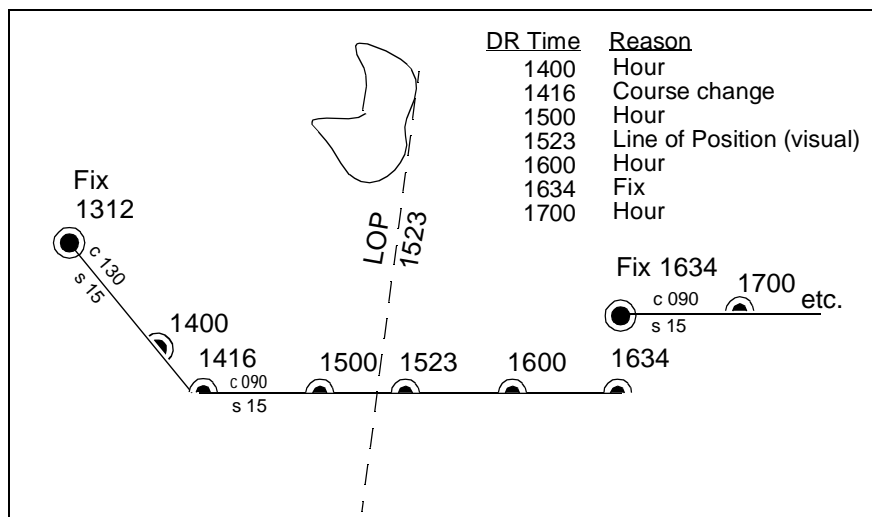 DR Time Reason
1400 Hour
1416 Course change
1500 Hour
1523 Line of Position (visual)
1600 Hour
1634 Fix
1700 Hour
Fix
1312
c 130
s 15
1400
1416
c 090
s 15
LOP
1523
1500
1523
1600
1634
Fix 1634
c 090
s 15
1700
etc.